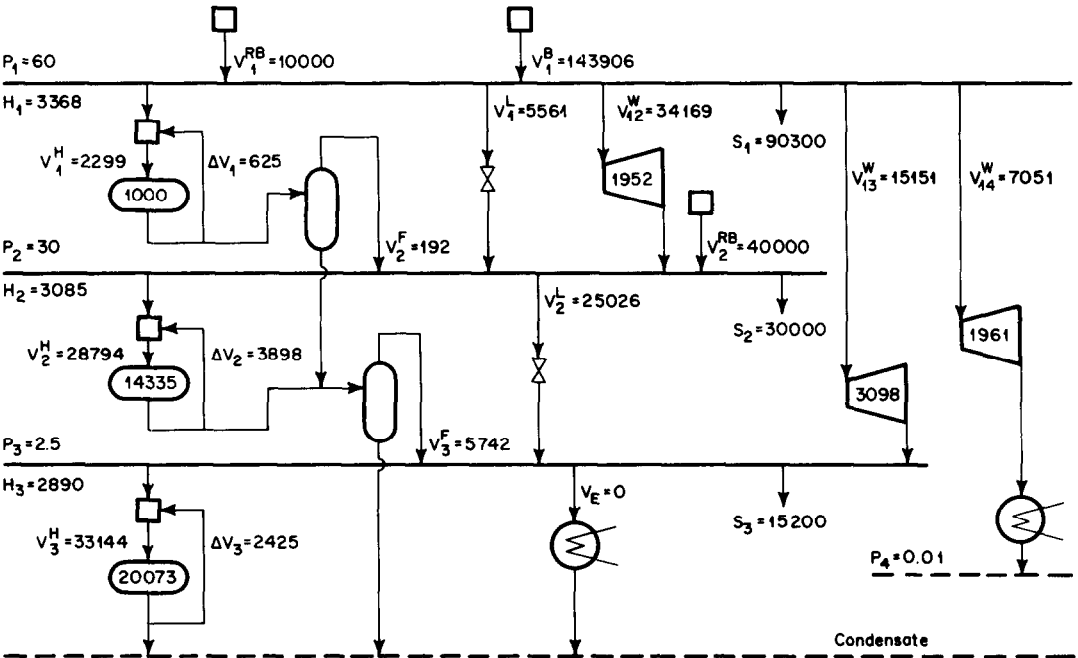 P₁=60
V₁ᴿᴮ=10000
V₁ᴮ=143906
H₁=3368
V₁ᴴ=2299
ΔV₁=625
1000
V₁ᴸ=5561
V₁₂ᵂ=34169
1952
S₁=90300
V₁₃ᵂ=15151
V₁₄ᵂ=7051
P₂=30
V₂ᶠ=192
V₂ᴿᴮ=40000
H₂=3085
V₂ᴴ=28794
ΔV₂=3898
14335
V₂ᴸ=25026
S₂=30000
1961
3098
P₃=2.5
V₃ᶠ=5742
H₃=2890
V₃ᴴ=33144
ΔV₃=2425
20073
V_E=0
S₃=15200
P₄=0.01
Condensate